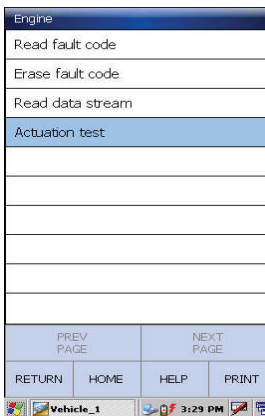 Engine
Read fault code
Erase fault code
Read data stream
Actuation test
PREV PAGE
NEXT PAGE
RETURN HOME HELP PRINT
Vehicle_1 3:29 PM